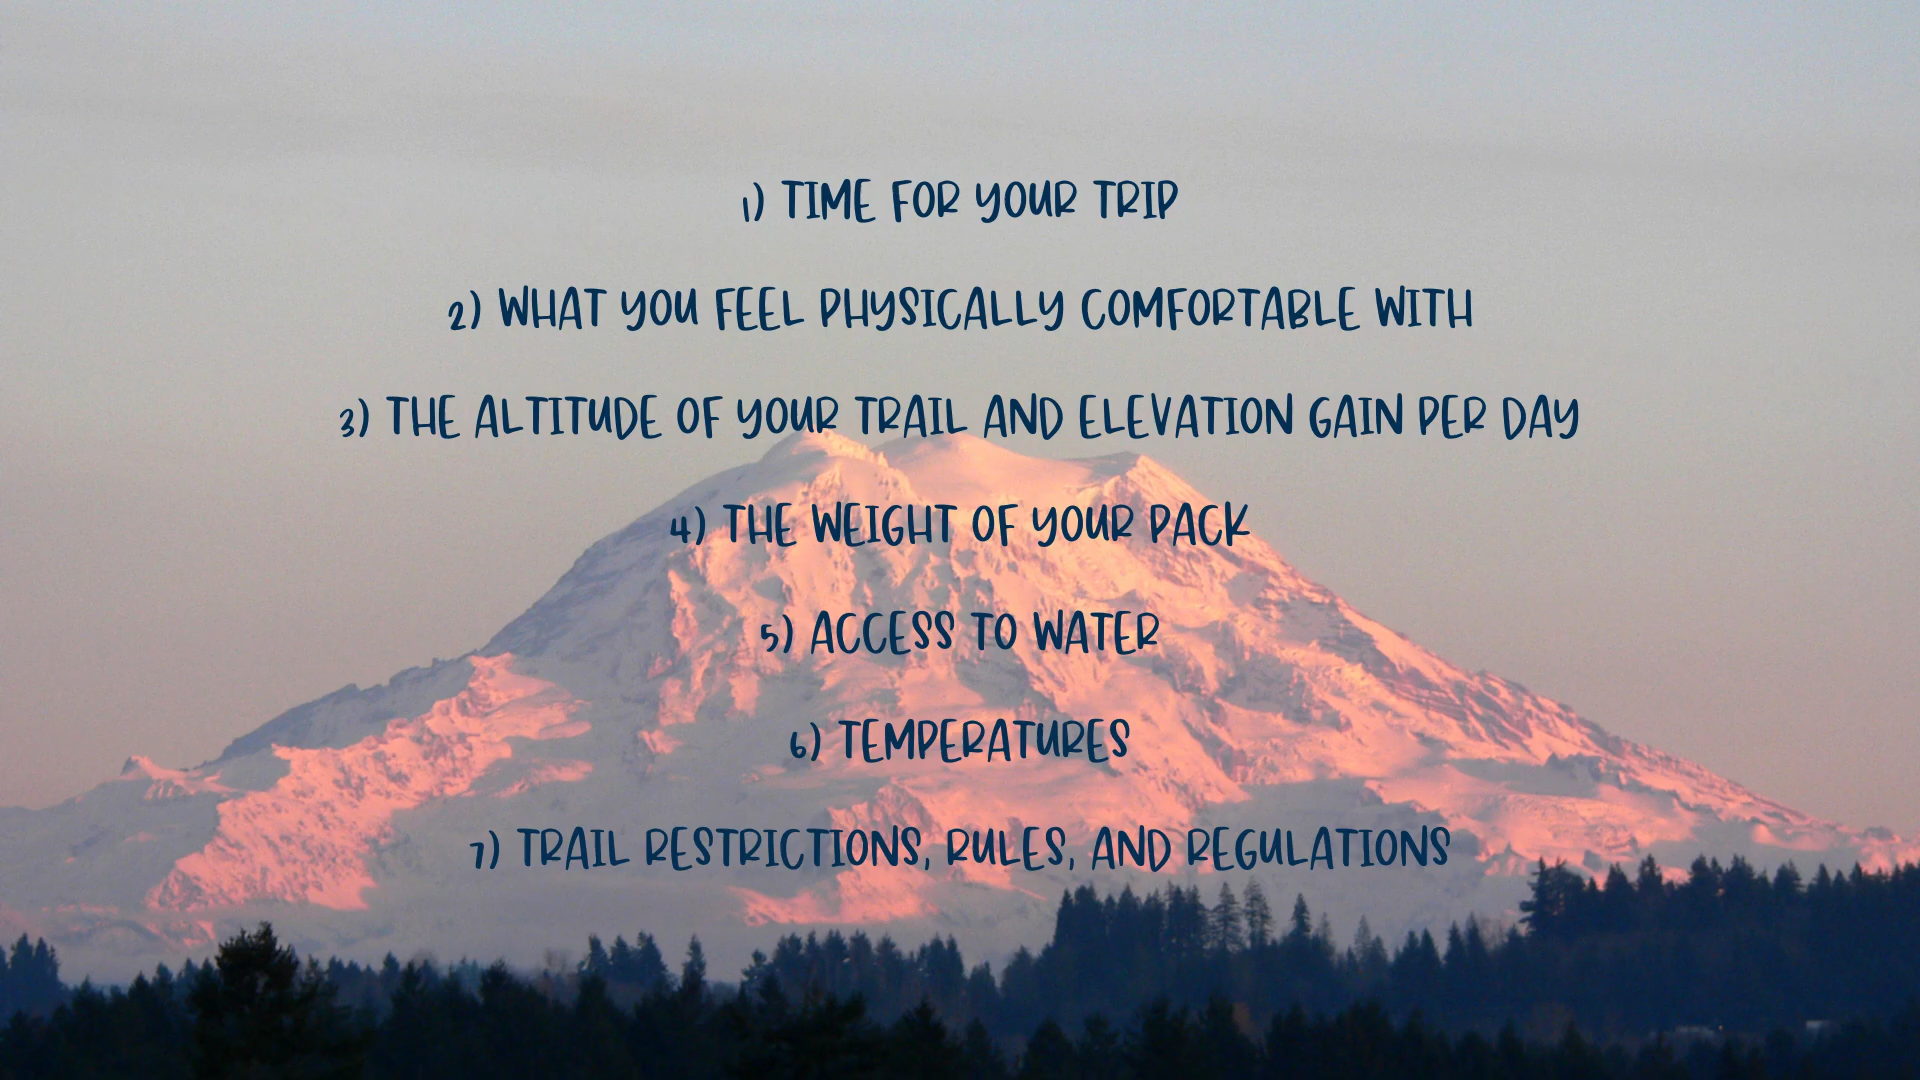 1) TIME FOR YOUR TRIP
2) WHAT YOU FEEL PHYSICALLY COMFORTABLE WITH
3) THE ALTITUDE OF YOUR TRAIL AND ELEVATION GAIN PER DAY
4) THE WEIGHT OF YOUR PACK
5) ACCESS TO WATER
6) TEMPERATURES
7) TRAIL RESTRICTIONS, RULES, AND REGULATIONS